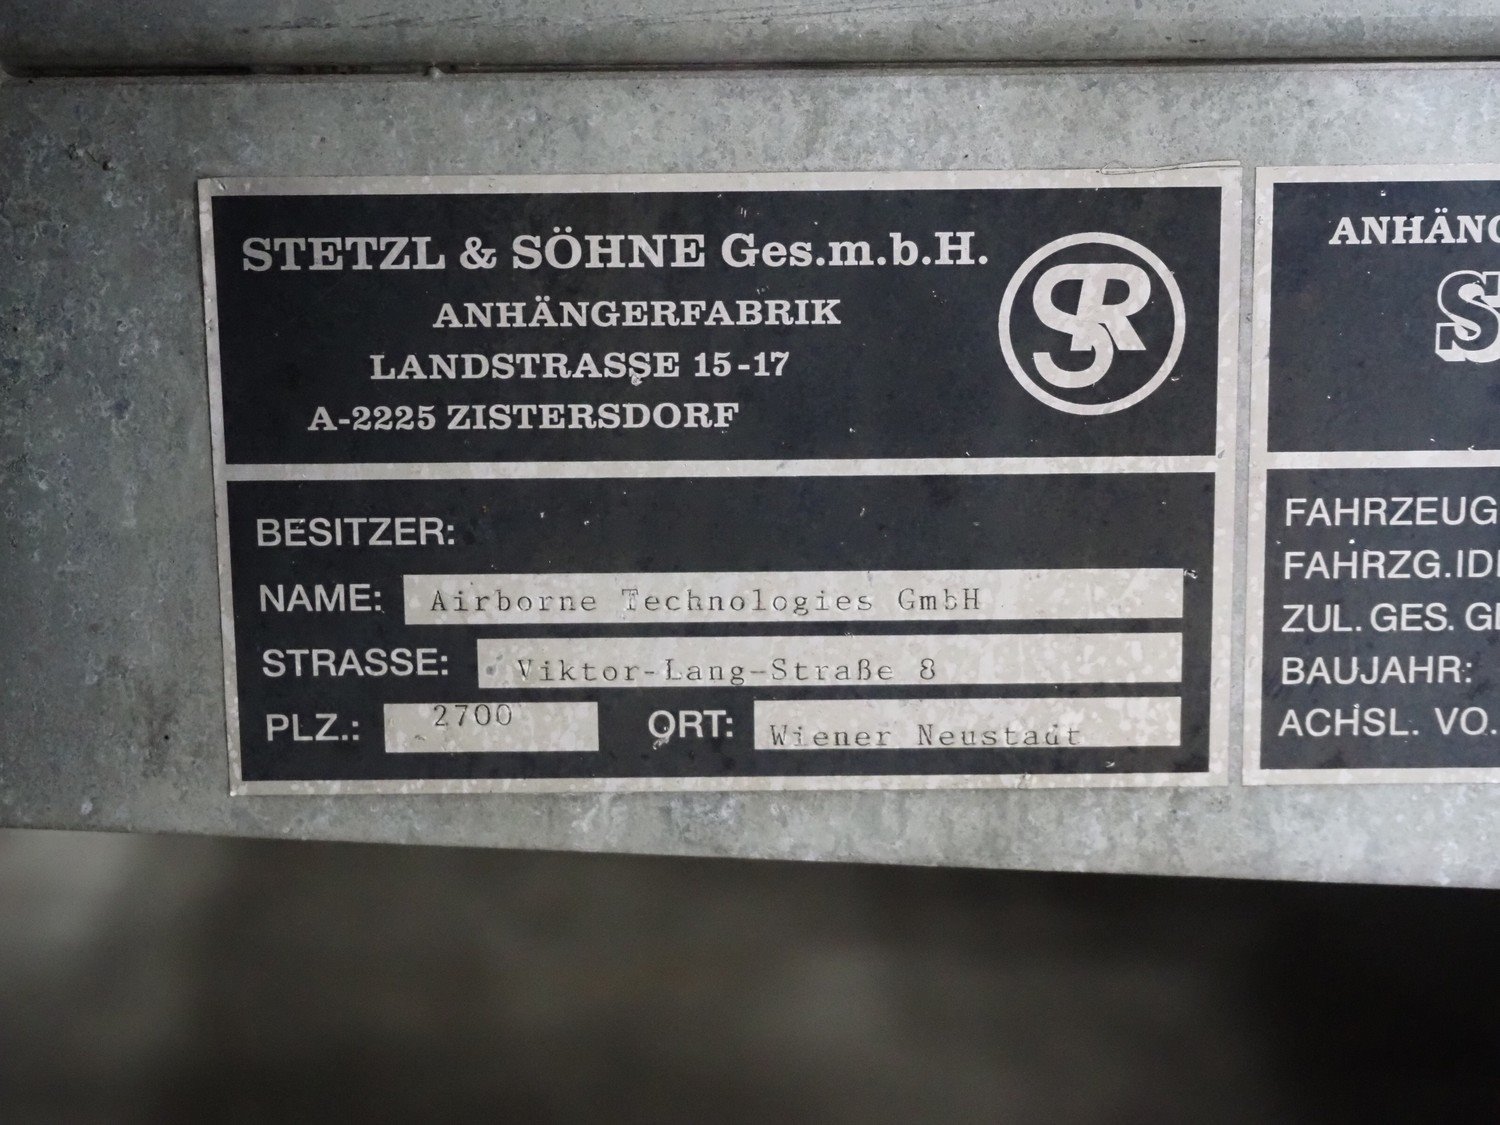 STETZL & SÖHNE Ges.m.b.H.
ANHÄNGERFABRIK
LANDSTRASSE 15-17
A-2225 ZISTERSDORF
SR
BESITZER:
NAME: Airborne Technologies GmbH
STRASSE: Viktor-Lang-Straße 8
PLZ.: 2700 ORT: Wiener Neustadt
ANHÄNG
S
FAHRZEUG
FAHRZG.ID
ZUL. GES. G
BAUJAHR:
ACHSL. VO.